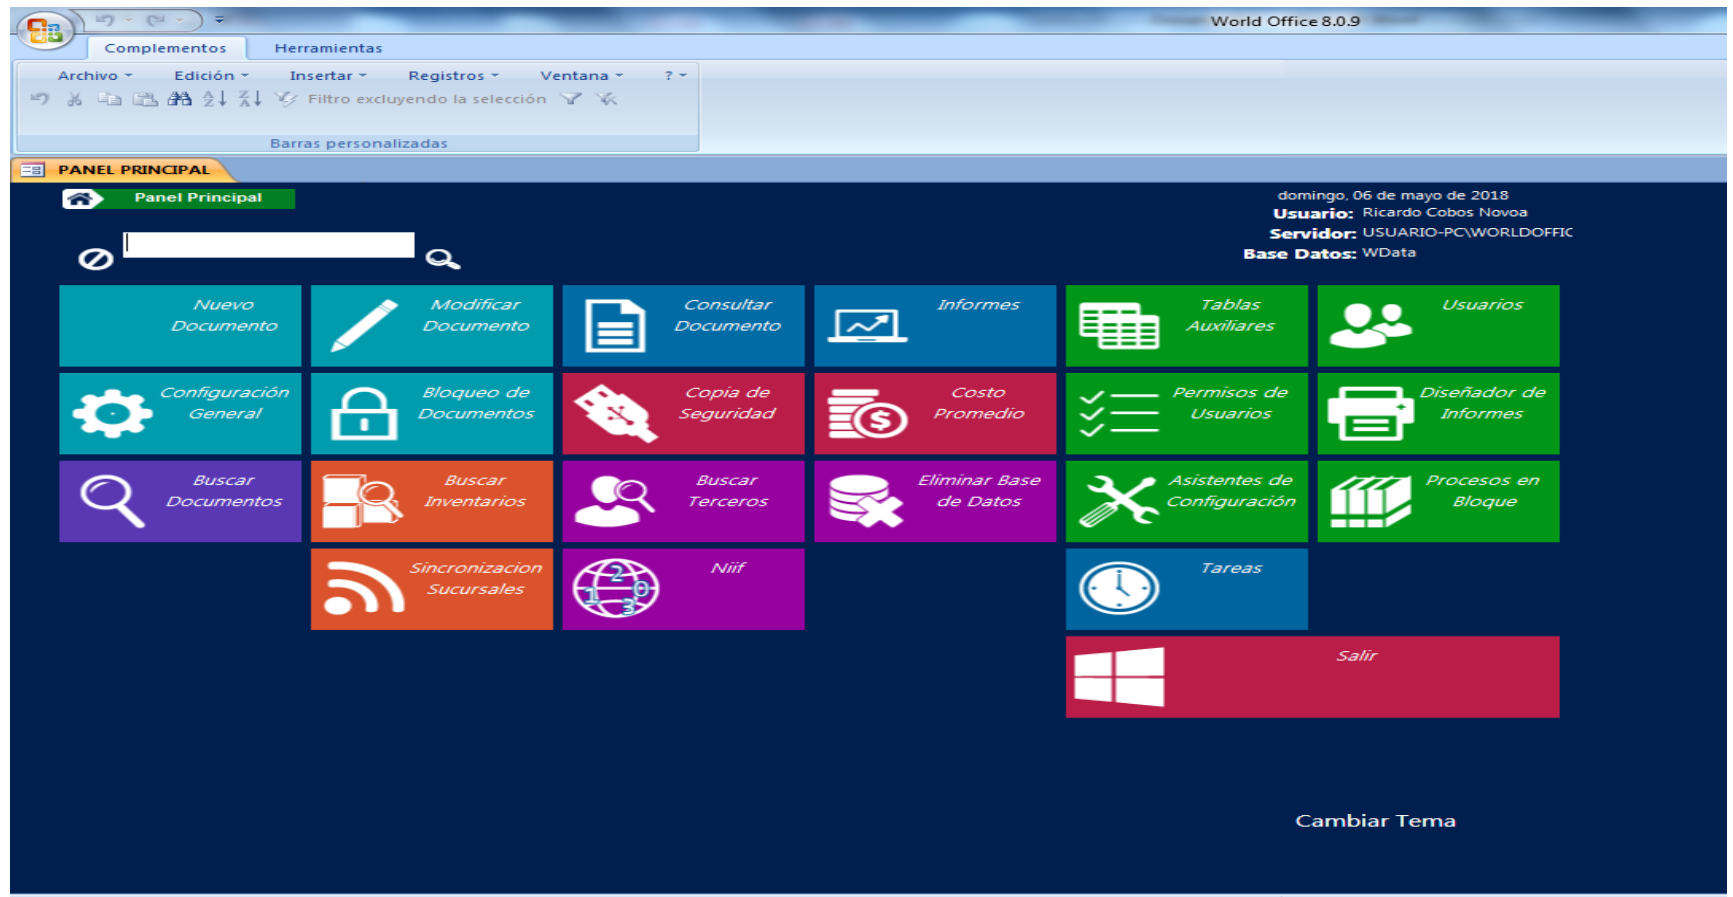 World Office 8.0.9
Complementos Herramientas
Archivo Edición Insertar Registros Ventana ?
Filtro excluyendo la selección
Barras personalizadas
PANEL PRINCIPAL
Panel Principal
domingo, 06 de mayo de 2018
Usuario: Ricardo Cobos Novoa
Servidor: USUARIO-PC\WORLDOFFIC
Base Datos: WData
Nuevo
Documento
Modificar
Documento
Consultar
Documento
Informes
Tablas
Auxiliares
Usuarios
Configuración
General
Bloqueo de
Documentos
Copia de
Seguridad
Costo
Promedio
Permisos de
Usuarios
Diseñador de
Informes
Buscar
Documentos
Buscar
Inventarios
Buscar
Terceros
Eliminar Base
de Datos
Asistentes de
Configuración
Procesos en
Bloque
Sincronizacion
Sucursales
Niif
Tareas
Salir
Cambiar Tema